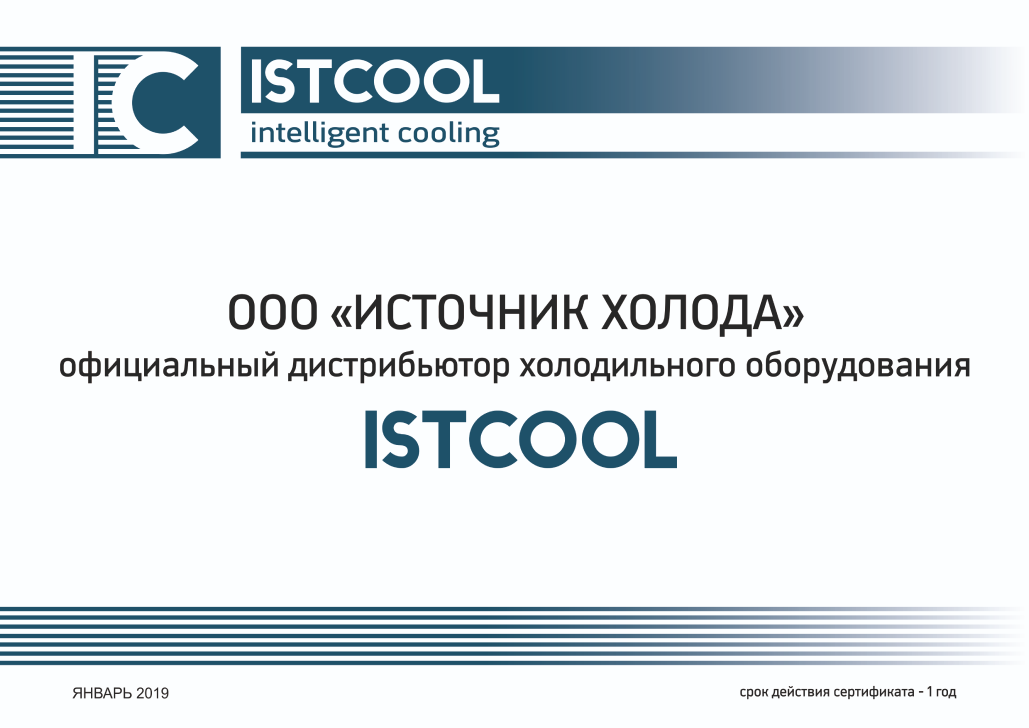 IC
ISTCOOL
intelligent cooling
ООО «ИСТОЧНИК ХОЛОДА»
официальный дистрибьютор холодильного оборудования
ISTCOOL
ЯНВАРЬ 2019
срок действия сертификата - 1 год